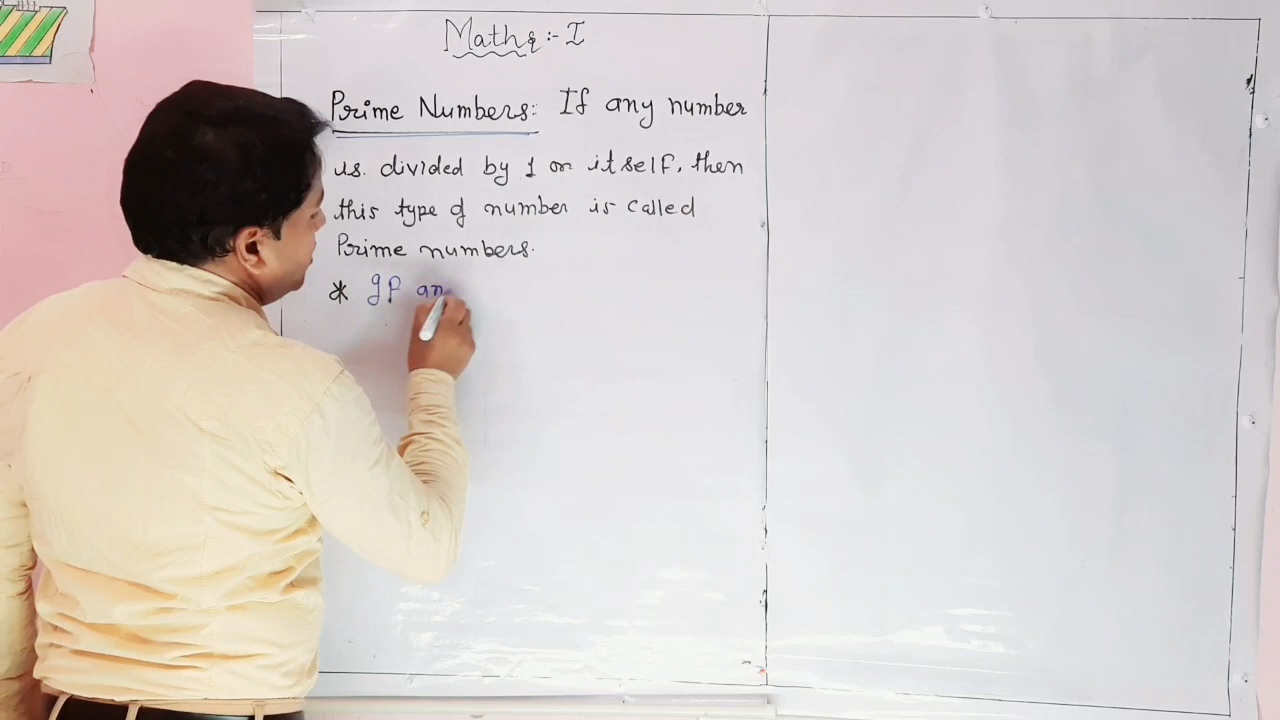 Maths :- I
Prime Numbers: If any number
is divided by 1 or itself, then
this type of number is called
Prime numbers.
* If an